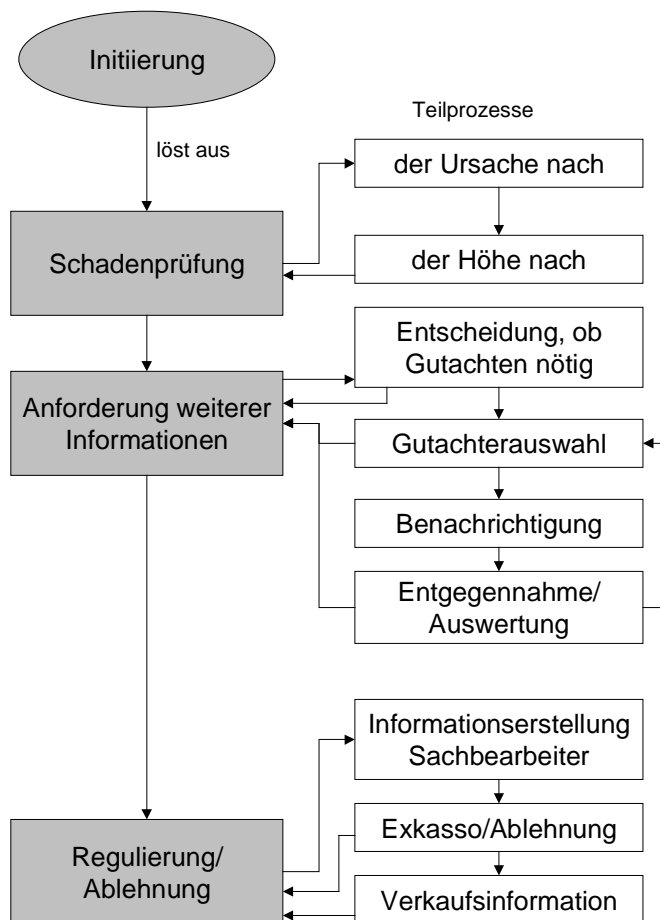 Initiierung
Teilprozesse
löst aus
der Ursache nach
Schadenprüfung
der Höhe nach
Entscheidung, ob
Gutachten nötig
Anforderung weiterer
Informationen
Gutachterauswahl
Benachrichtigung
Entgegennahme/
Auswertung
Informationserstellung
Sachbearbeiter
Exkasso/Ablehnung
Regulierung/
Ablehnung
Verkaufsinformation